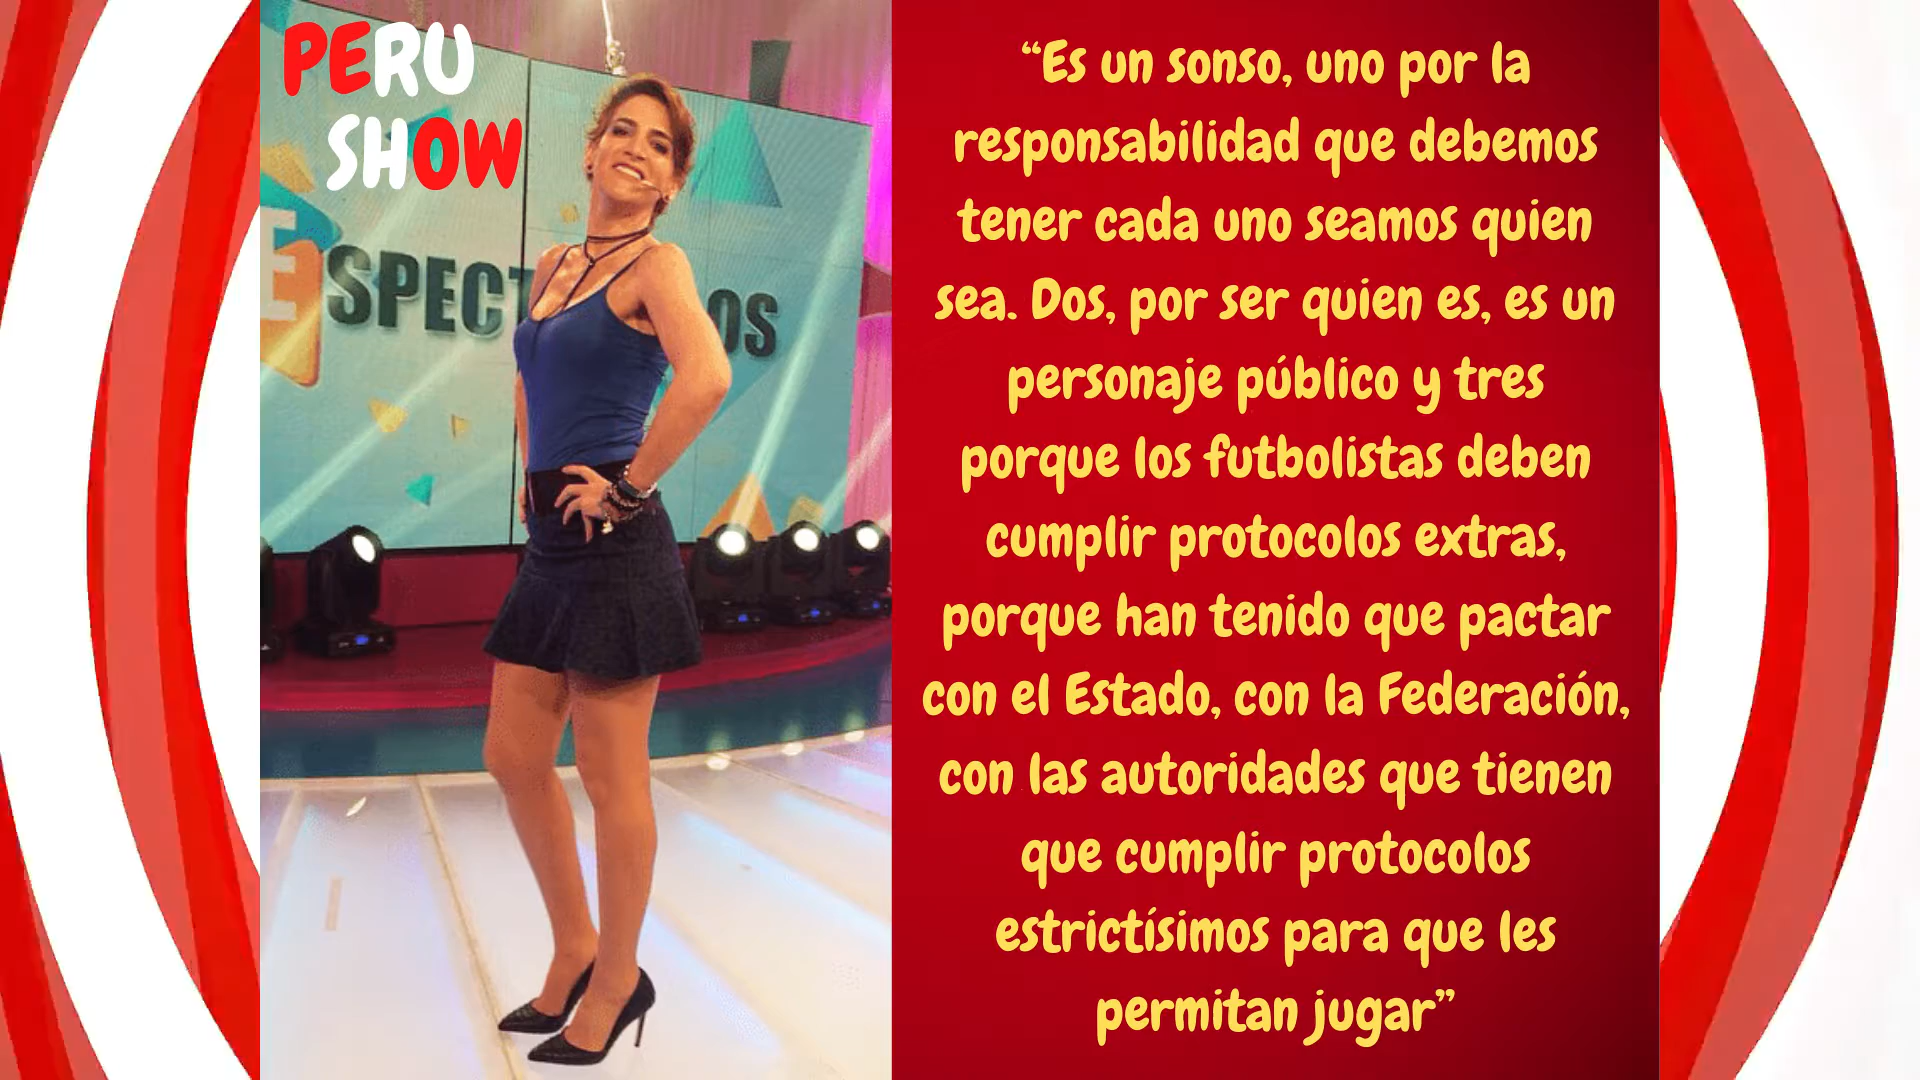 PERU
SHOW
ESPECT
OS
“Es un sonso, uno por la
responsabilidad que debemos
tener cada uno seamos quien
sea. Dos, por ser quien es, es un
personaje público y tres
porque los futbolistas deben
cumplir protocolos extras,
porque han tenido que pactar
con el Estado, con la Federación,
con las autoridades que tienen
que cumplir protocolos
estrictísimos para que les
permitan jugar”